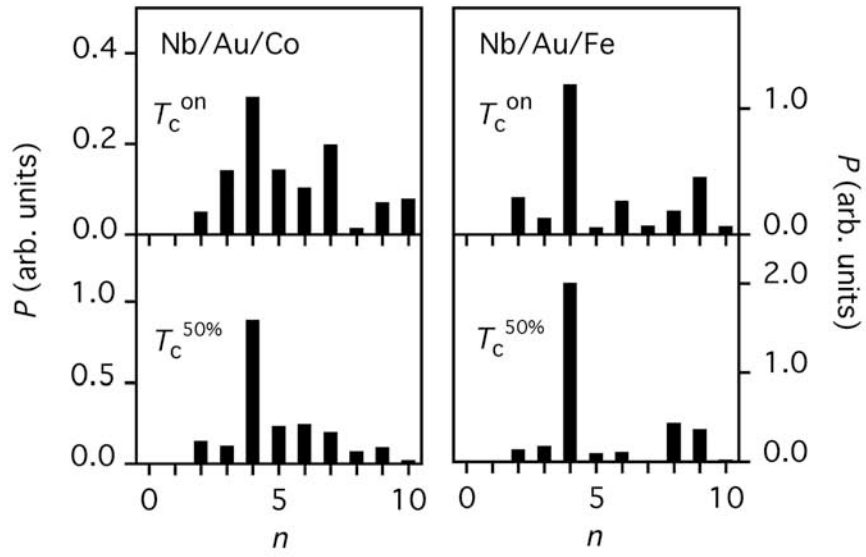 Nb/Au/Co
Nb/Au/Fe
0.4
0.2
0.0
T_c^on
T_c^on
1.0
0.0
P (arb. units)
P (arb. units)
1.0
0.5
0.0
T_c^50%
T_c^50%
2.0
1.0
0.0
0 5 10
0 5 10
n
n